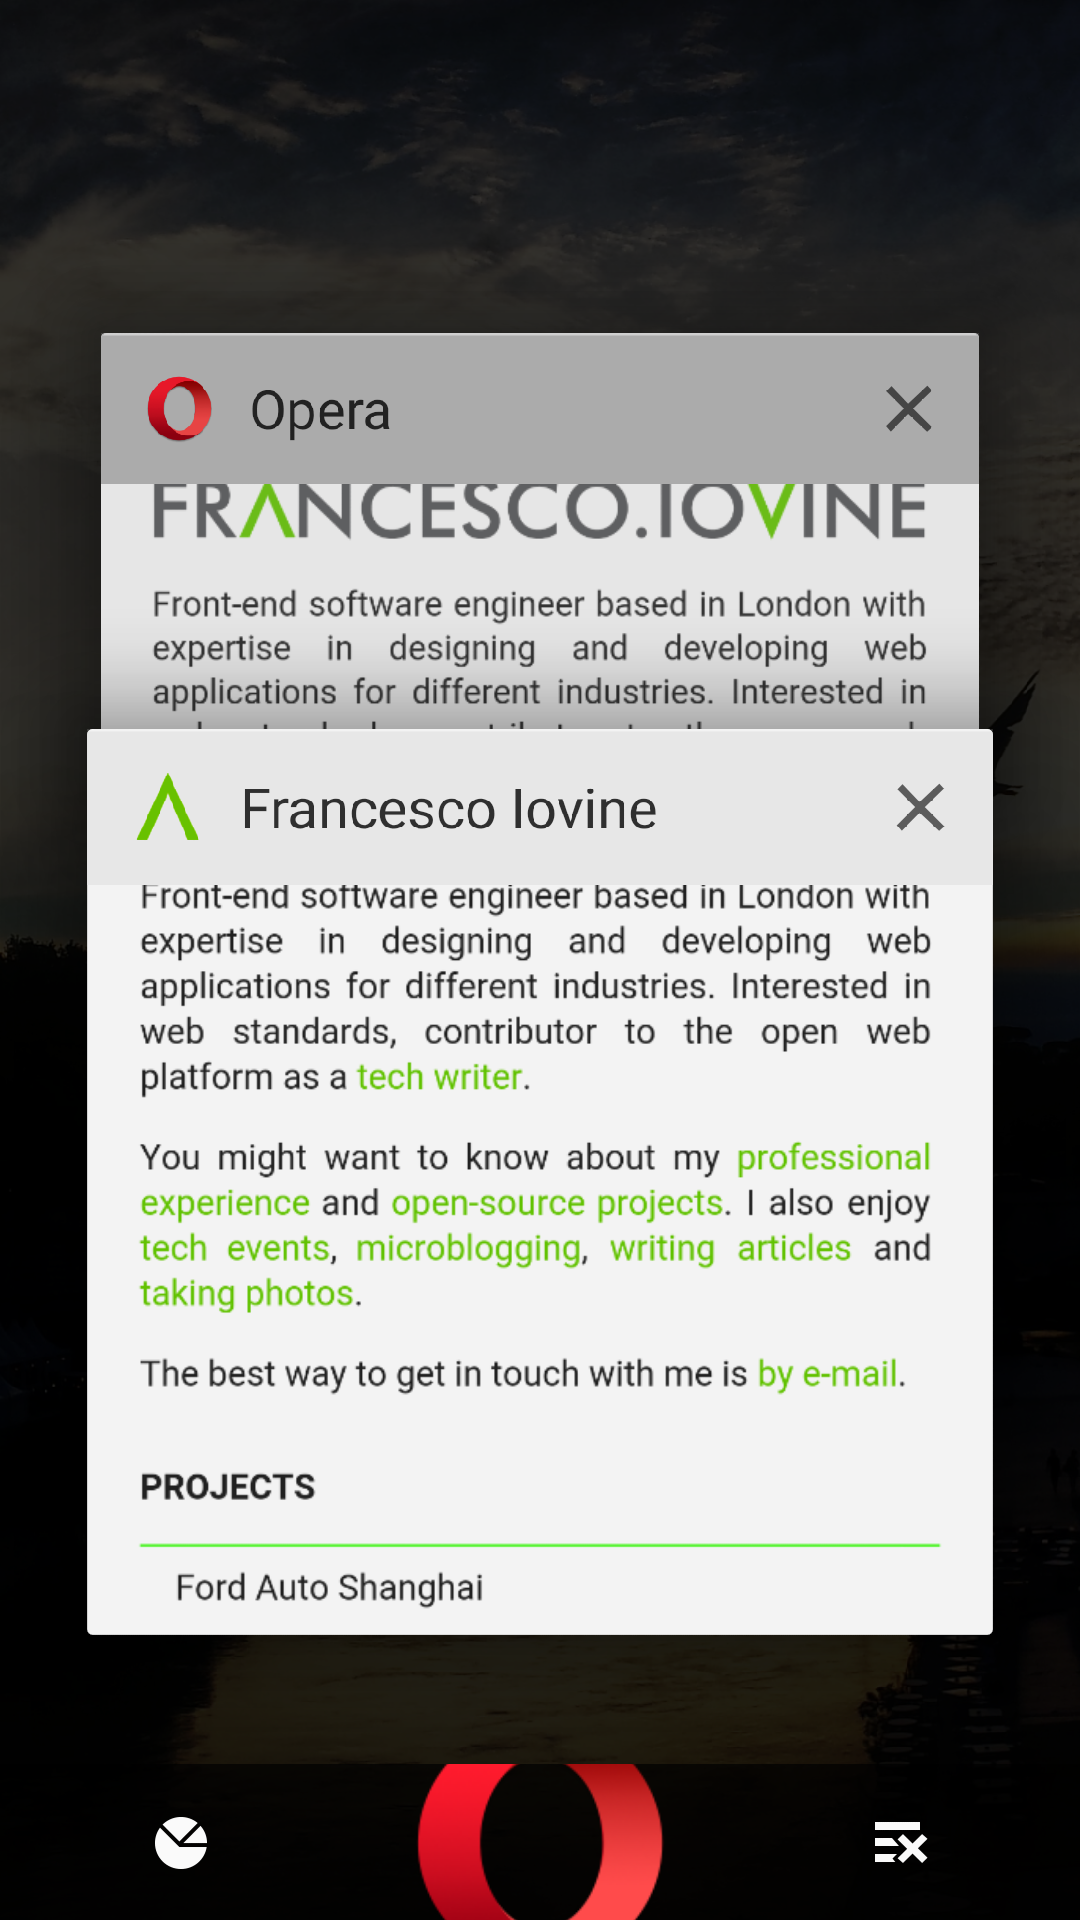 Opera
FRANCESCO.IOVINE
Front-end software engineer based in London with
expertise in designing and developing web
applications for different industries. Interested in
Francesco Iovine
Front-end software engineer based in London with
expertise in designing and developing web
applications for different industries. Interested in
web standards, contributor to the open web
platform as a tech writer.
You might want to know about my professional
experience and open-source projects. I also enjoy
tech events, microblogging, writing articles and
taking photos.
The best way to get in touch with me is by e-mail.
PROJECTS
Ford Auto Shanghai